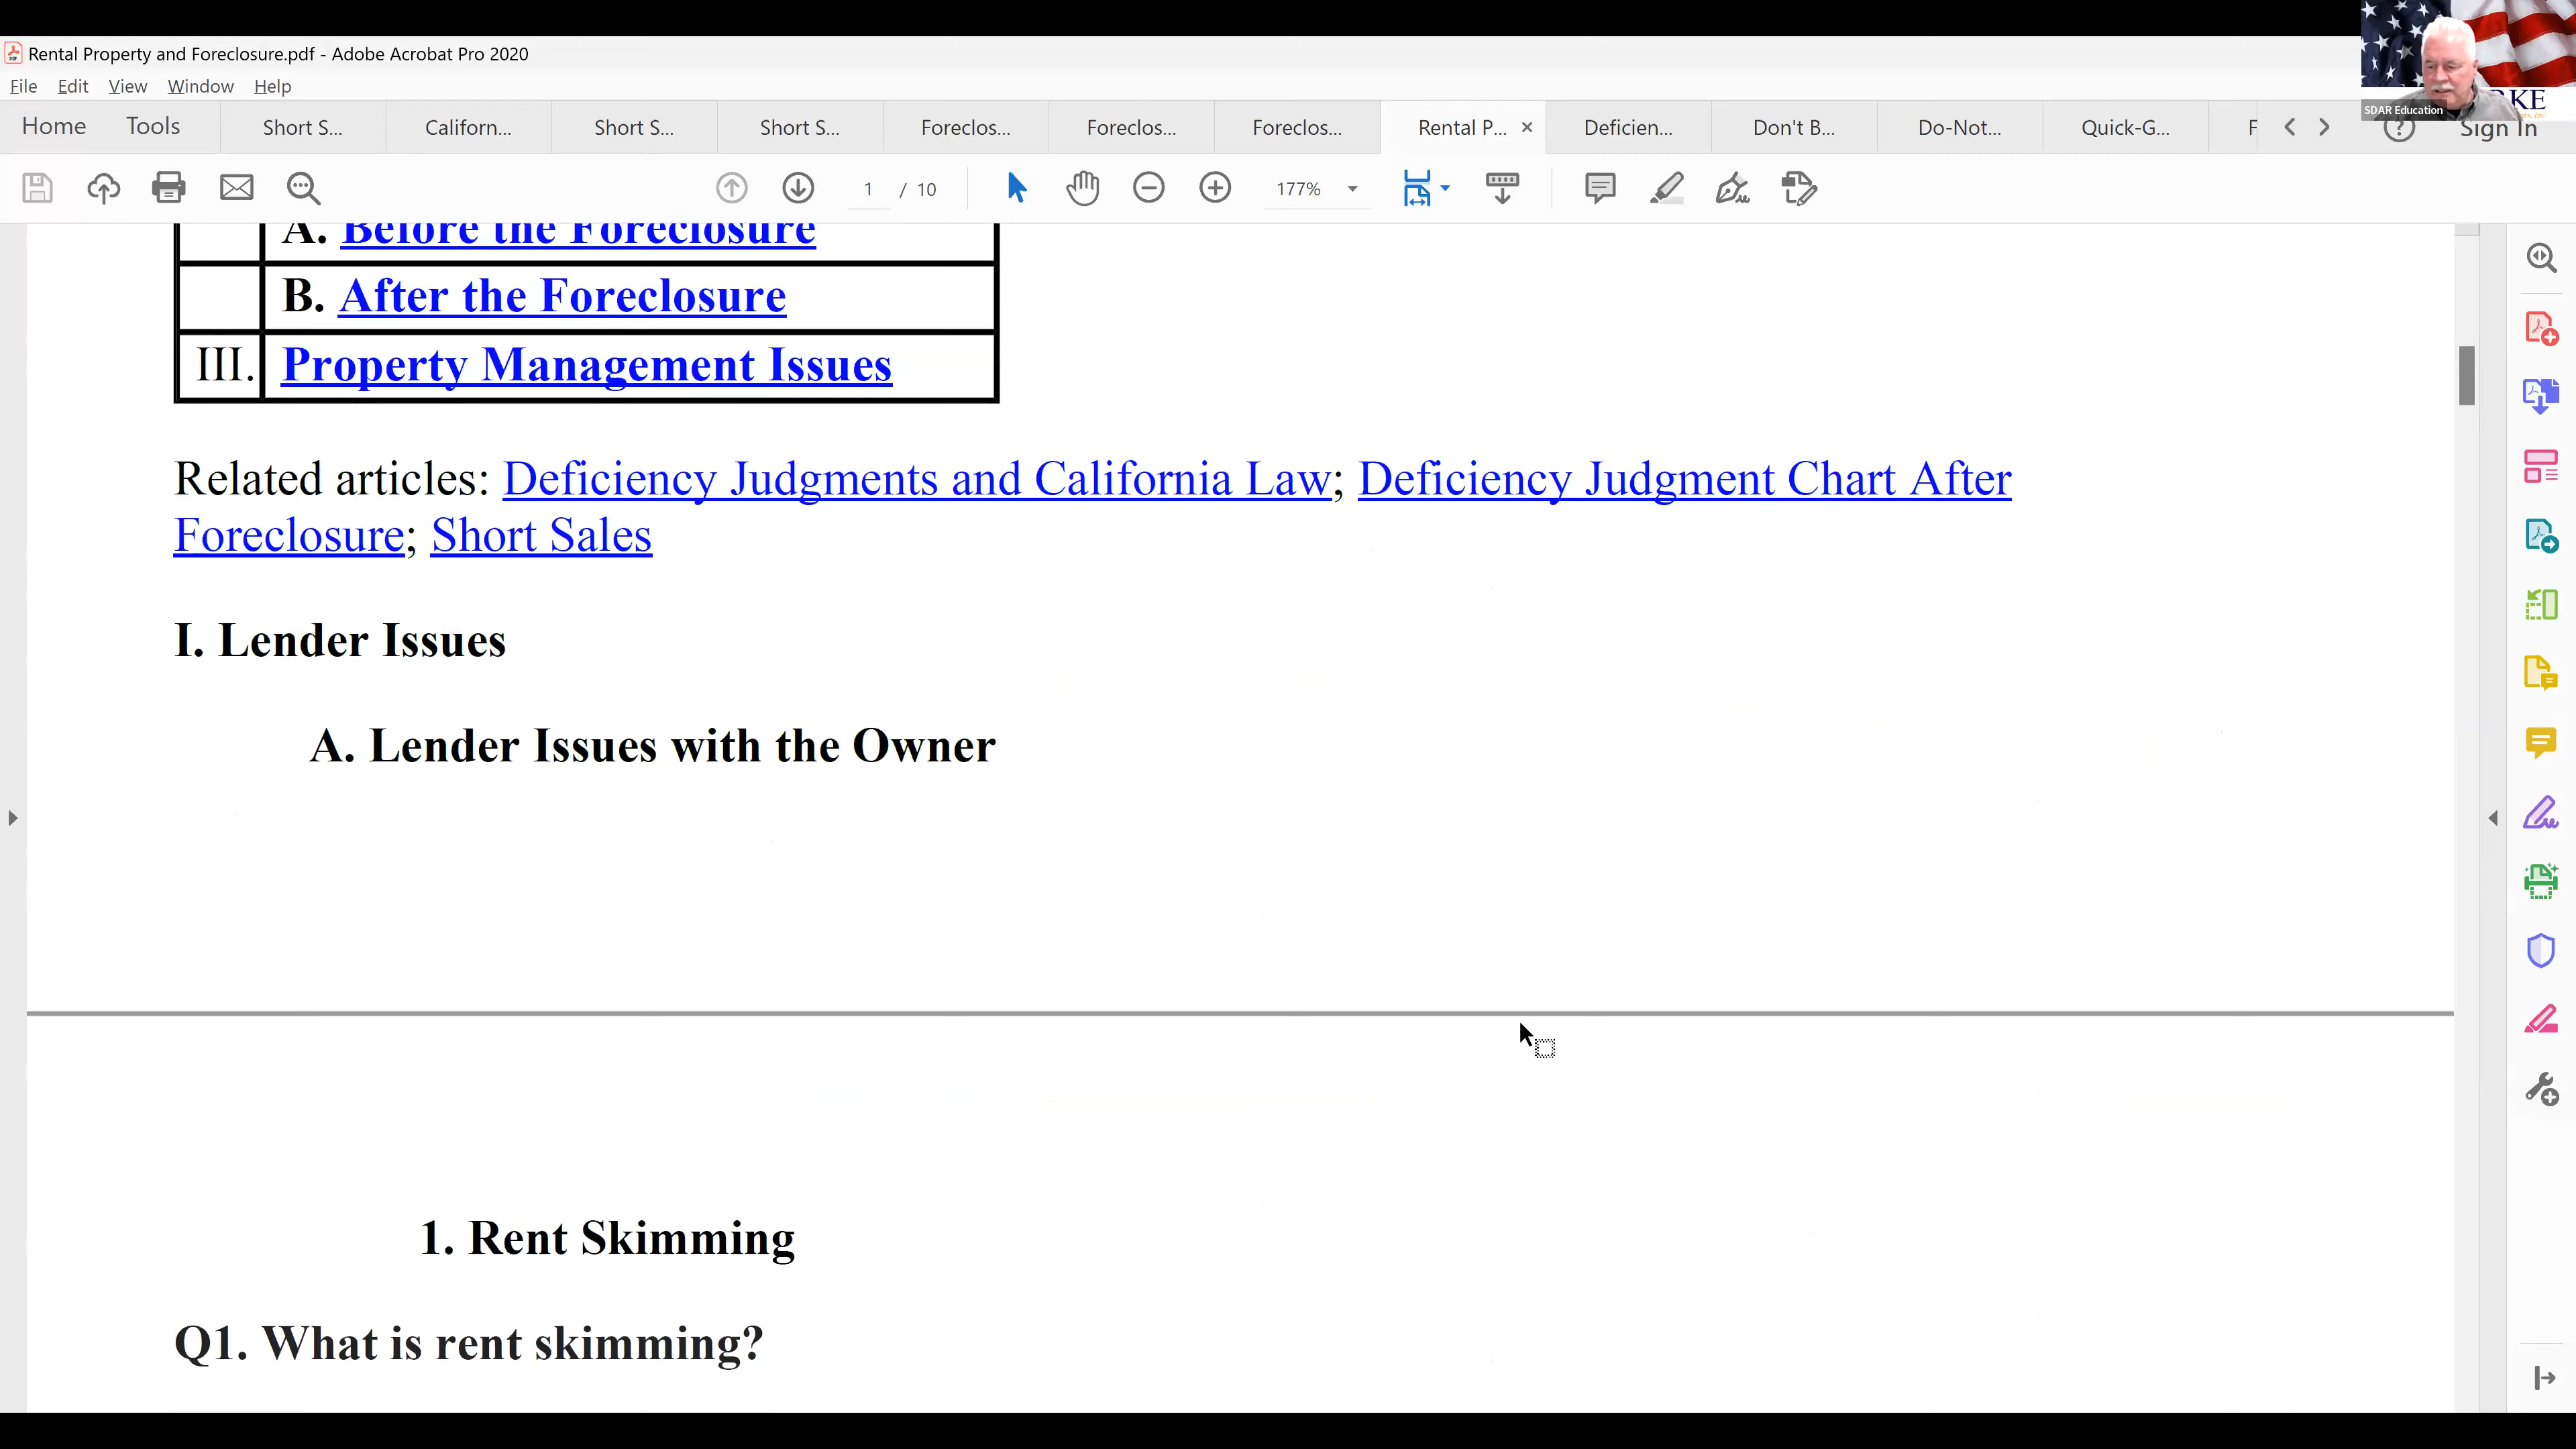 Rental Property and Foreclosure.pdf - Adobe Acrobat Pro 2020
File Edit View Window Help
SDAR Education
Home Tools Short S... Californ... Short S... Short S... Foreclos... Foreclos... Foreclos... Rental P... Deficien... Don't B... Do-Not... Quick-G... F Sign In
1 / 10 177%
A. Before the Foreclosure
B. After the Foreclosure
III. Property Management Issues
Related articles: Deficiency Judgments and California Law; Deficiency Judgment Chart After
Foreclosure; Short Sales
I. Lender Issues
A. Lender Issues with the Owner
1. Rent Skimming
Q1. What is rent skimming?